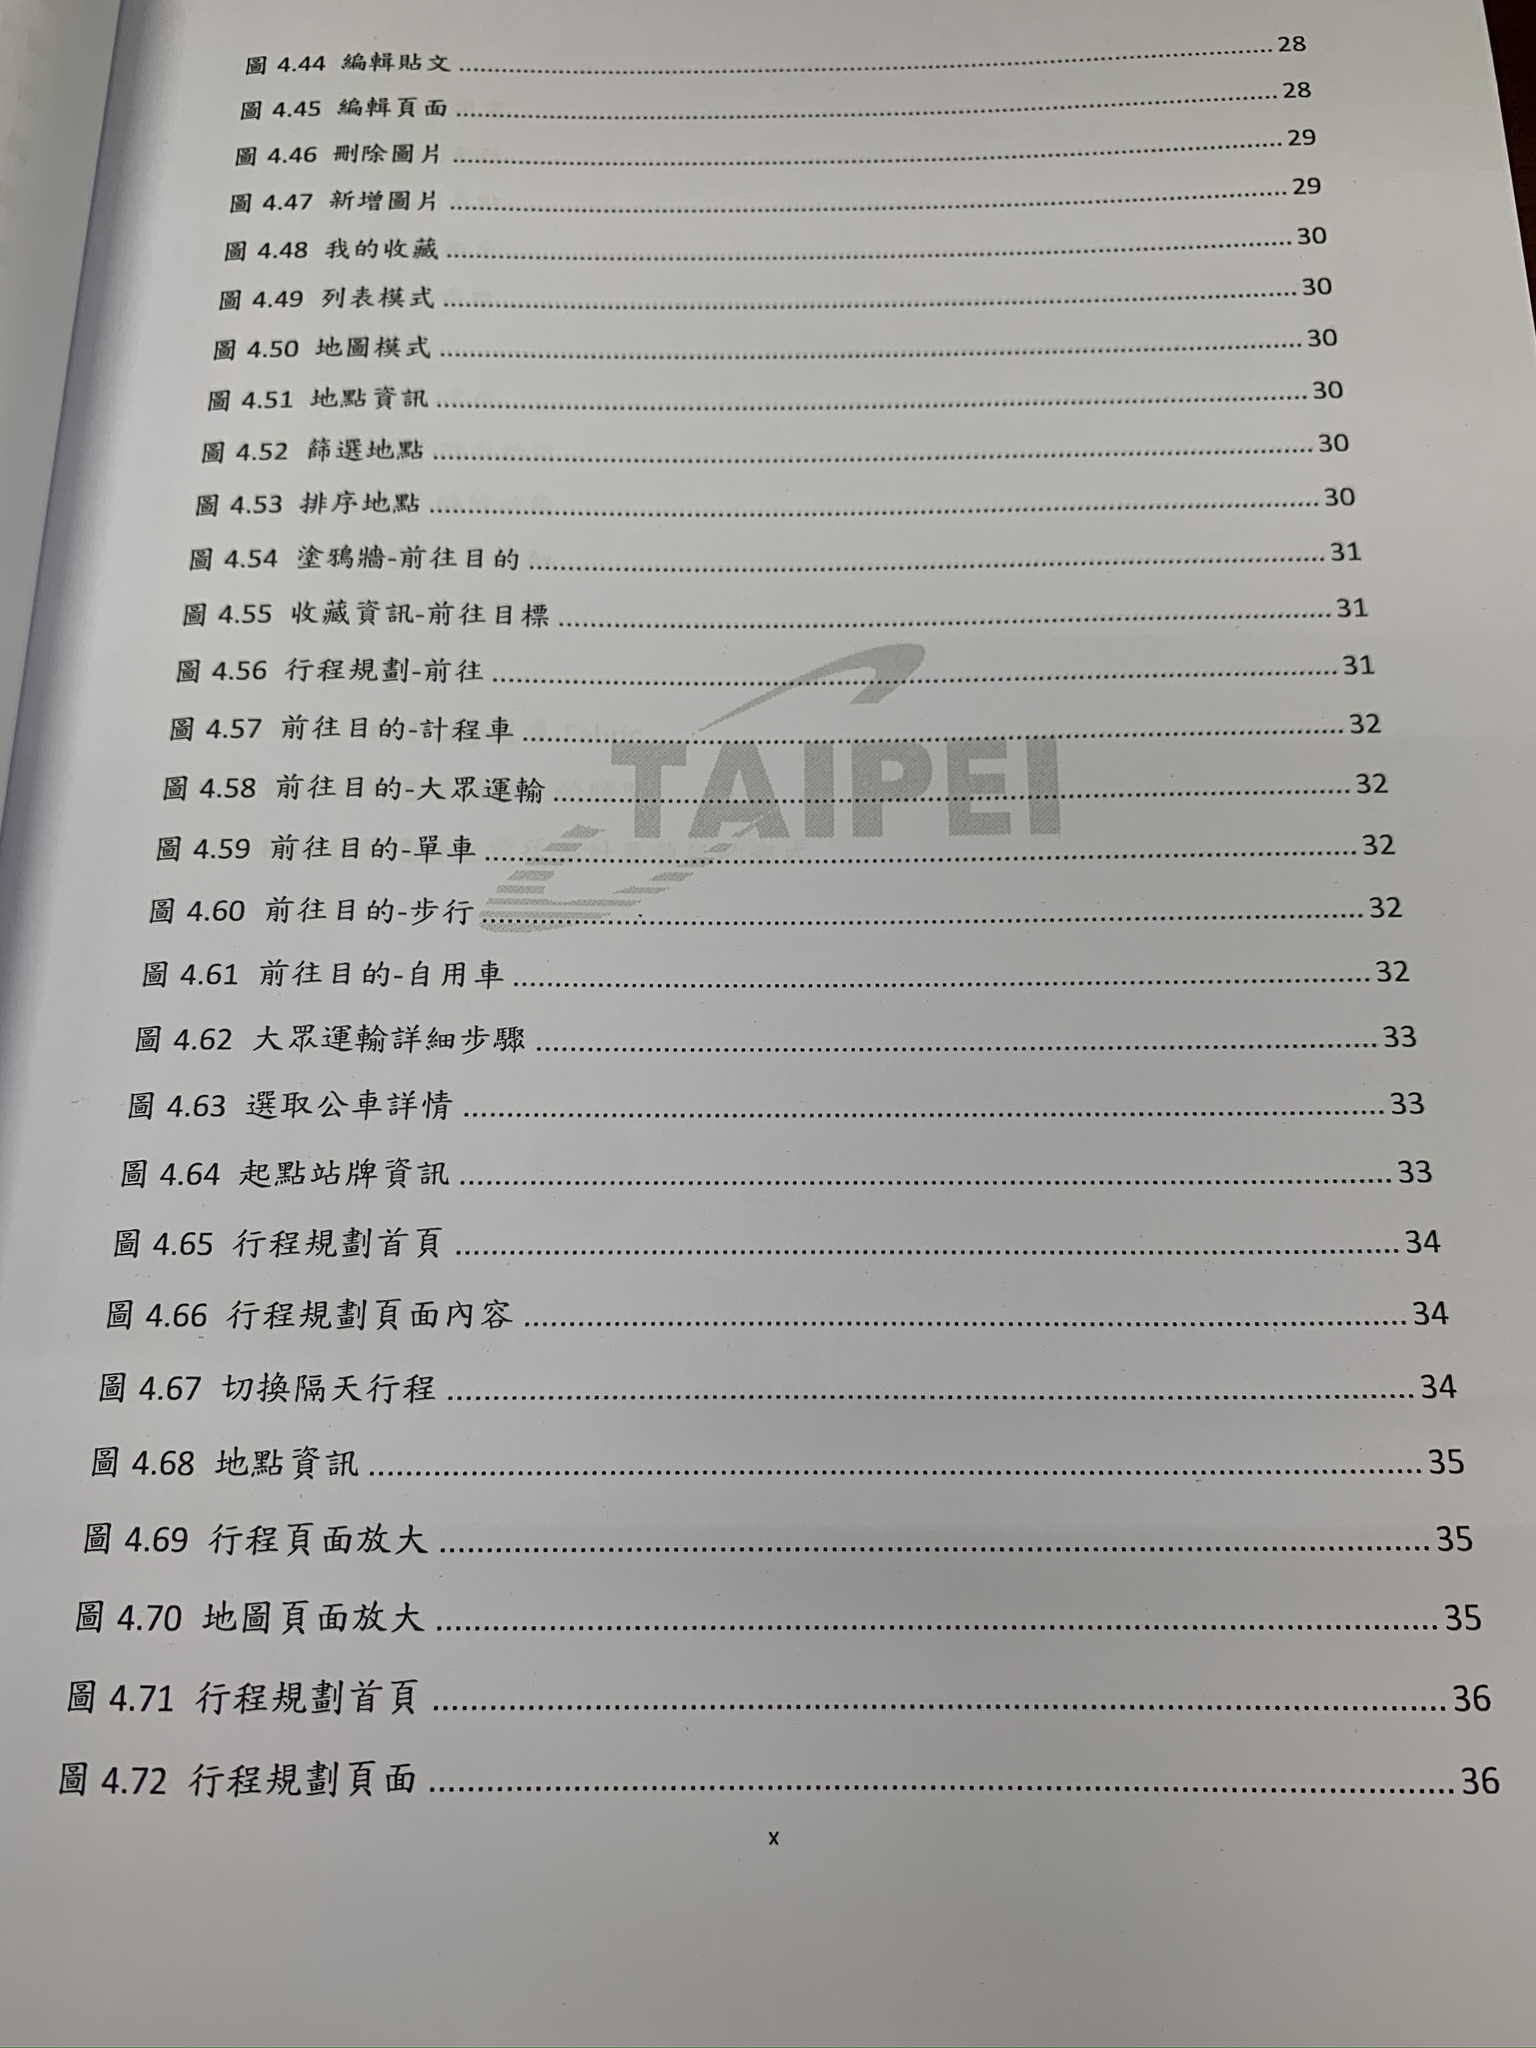 圖 4.44 編輯貼文 ........ 28
圖 4.45 編輯頁面 ........ 28
圖 4.46 刪除圖片 ........ 29
圖 4.47 新增圖片 ........ 29
圖 4.48 我的收藏 ........ 30
圖 4.49 列表模式 ........ 30
圖 4.50 地圖模式 ........ 30
圖 4.51 地點資訊 ........ 30
圖 4.52 篩選地點 ........ 30
圖 4.53 排序地點 ........ 30
圖 4.54 塗鴉牆-前往目的 ........ 31
圖 4.55 收藏資訊-前往目標 ........ 31
圖 4.56 行程規劃-前往 ........ 31
圖 4.57 前往目的-計程車 ........ 32
TAIPEI
圖 4.58 前往目的-大眾運輸 ........ 32
圖 4.59 前往目的-單車 ........ 32
圖 4.60 前往目的-步行 ........ 32
圖 4.61 前往目的-自用車 ........ 32
圖 4.62 大眾運輸詳細步驟 ........ 33
圖 4.63 選取公車詳情 ........ 33
圖 4.64 起點站牌資訊 ........ 33
圖 4.65 行程規劃首頁 ........ 34
圖 4.66 行程規劃頁面內容 ........ 34
圖 4.67 切換隔天行程 ........ 34
圖 4.68 地點資訊 ........ 35
圖 4.69 行程頁面放大 ........ 35
圖 4.70 地圖頁面放大 ........ 35
圖 4.71 行程規劃首頁 ........ 36
圖 4.72 行程規劃頁面 ........ 36
x